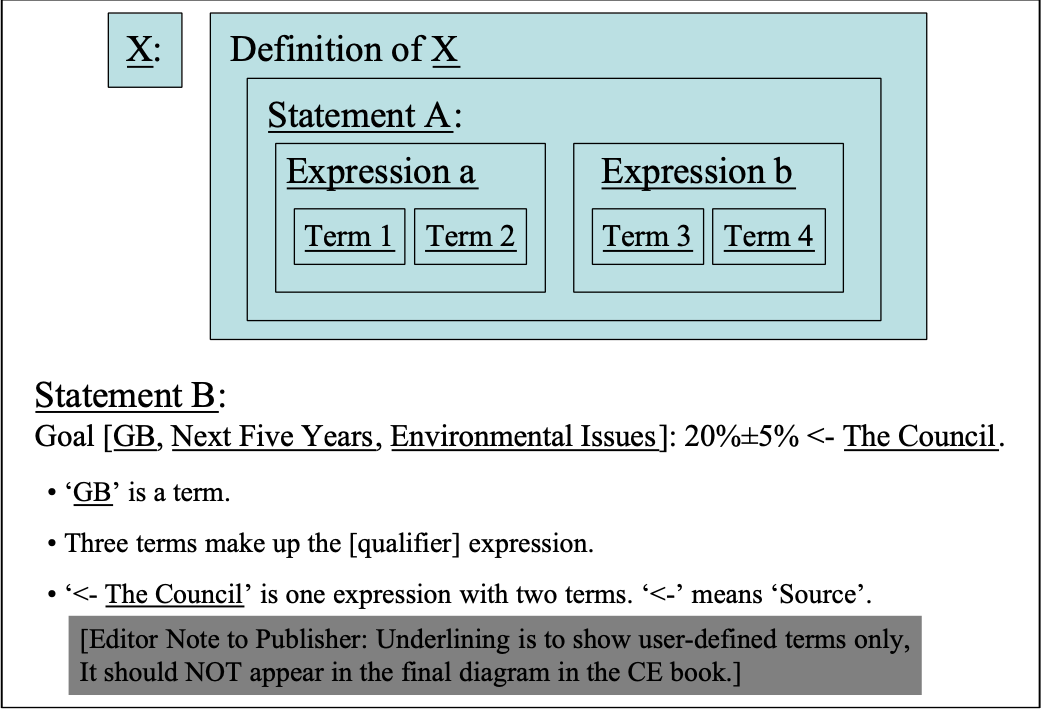 X:
Definition of X
Statement A:
Expression a
Expression b
Term 1
Term 2
Term 3
Term 4
Statement B:
Goal [GB, Next Five Years, Environmental Issues]: 20%±5% <- The Council.
• ‘GB’ is a term.
• Three terms make up the [qualifier] expression.
• ‘<- The Council’ is one expression with two terms. ‘<-’ means ‘Source’.
[Editor Note to Publisher: Underlining is to show user-defined terms only,
It should NOT appear in the final diagram in the CE book.]